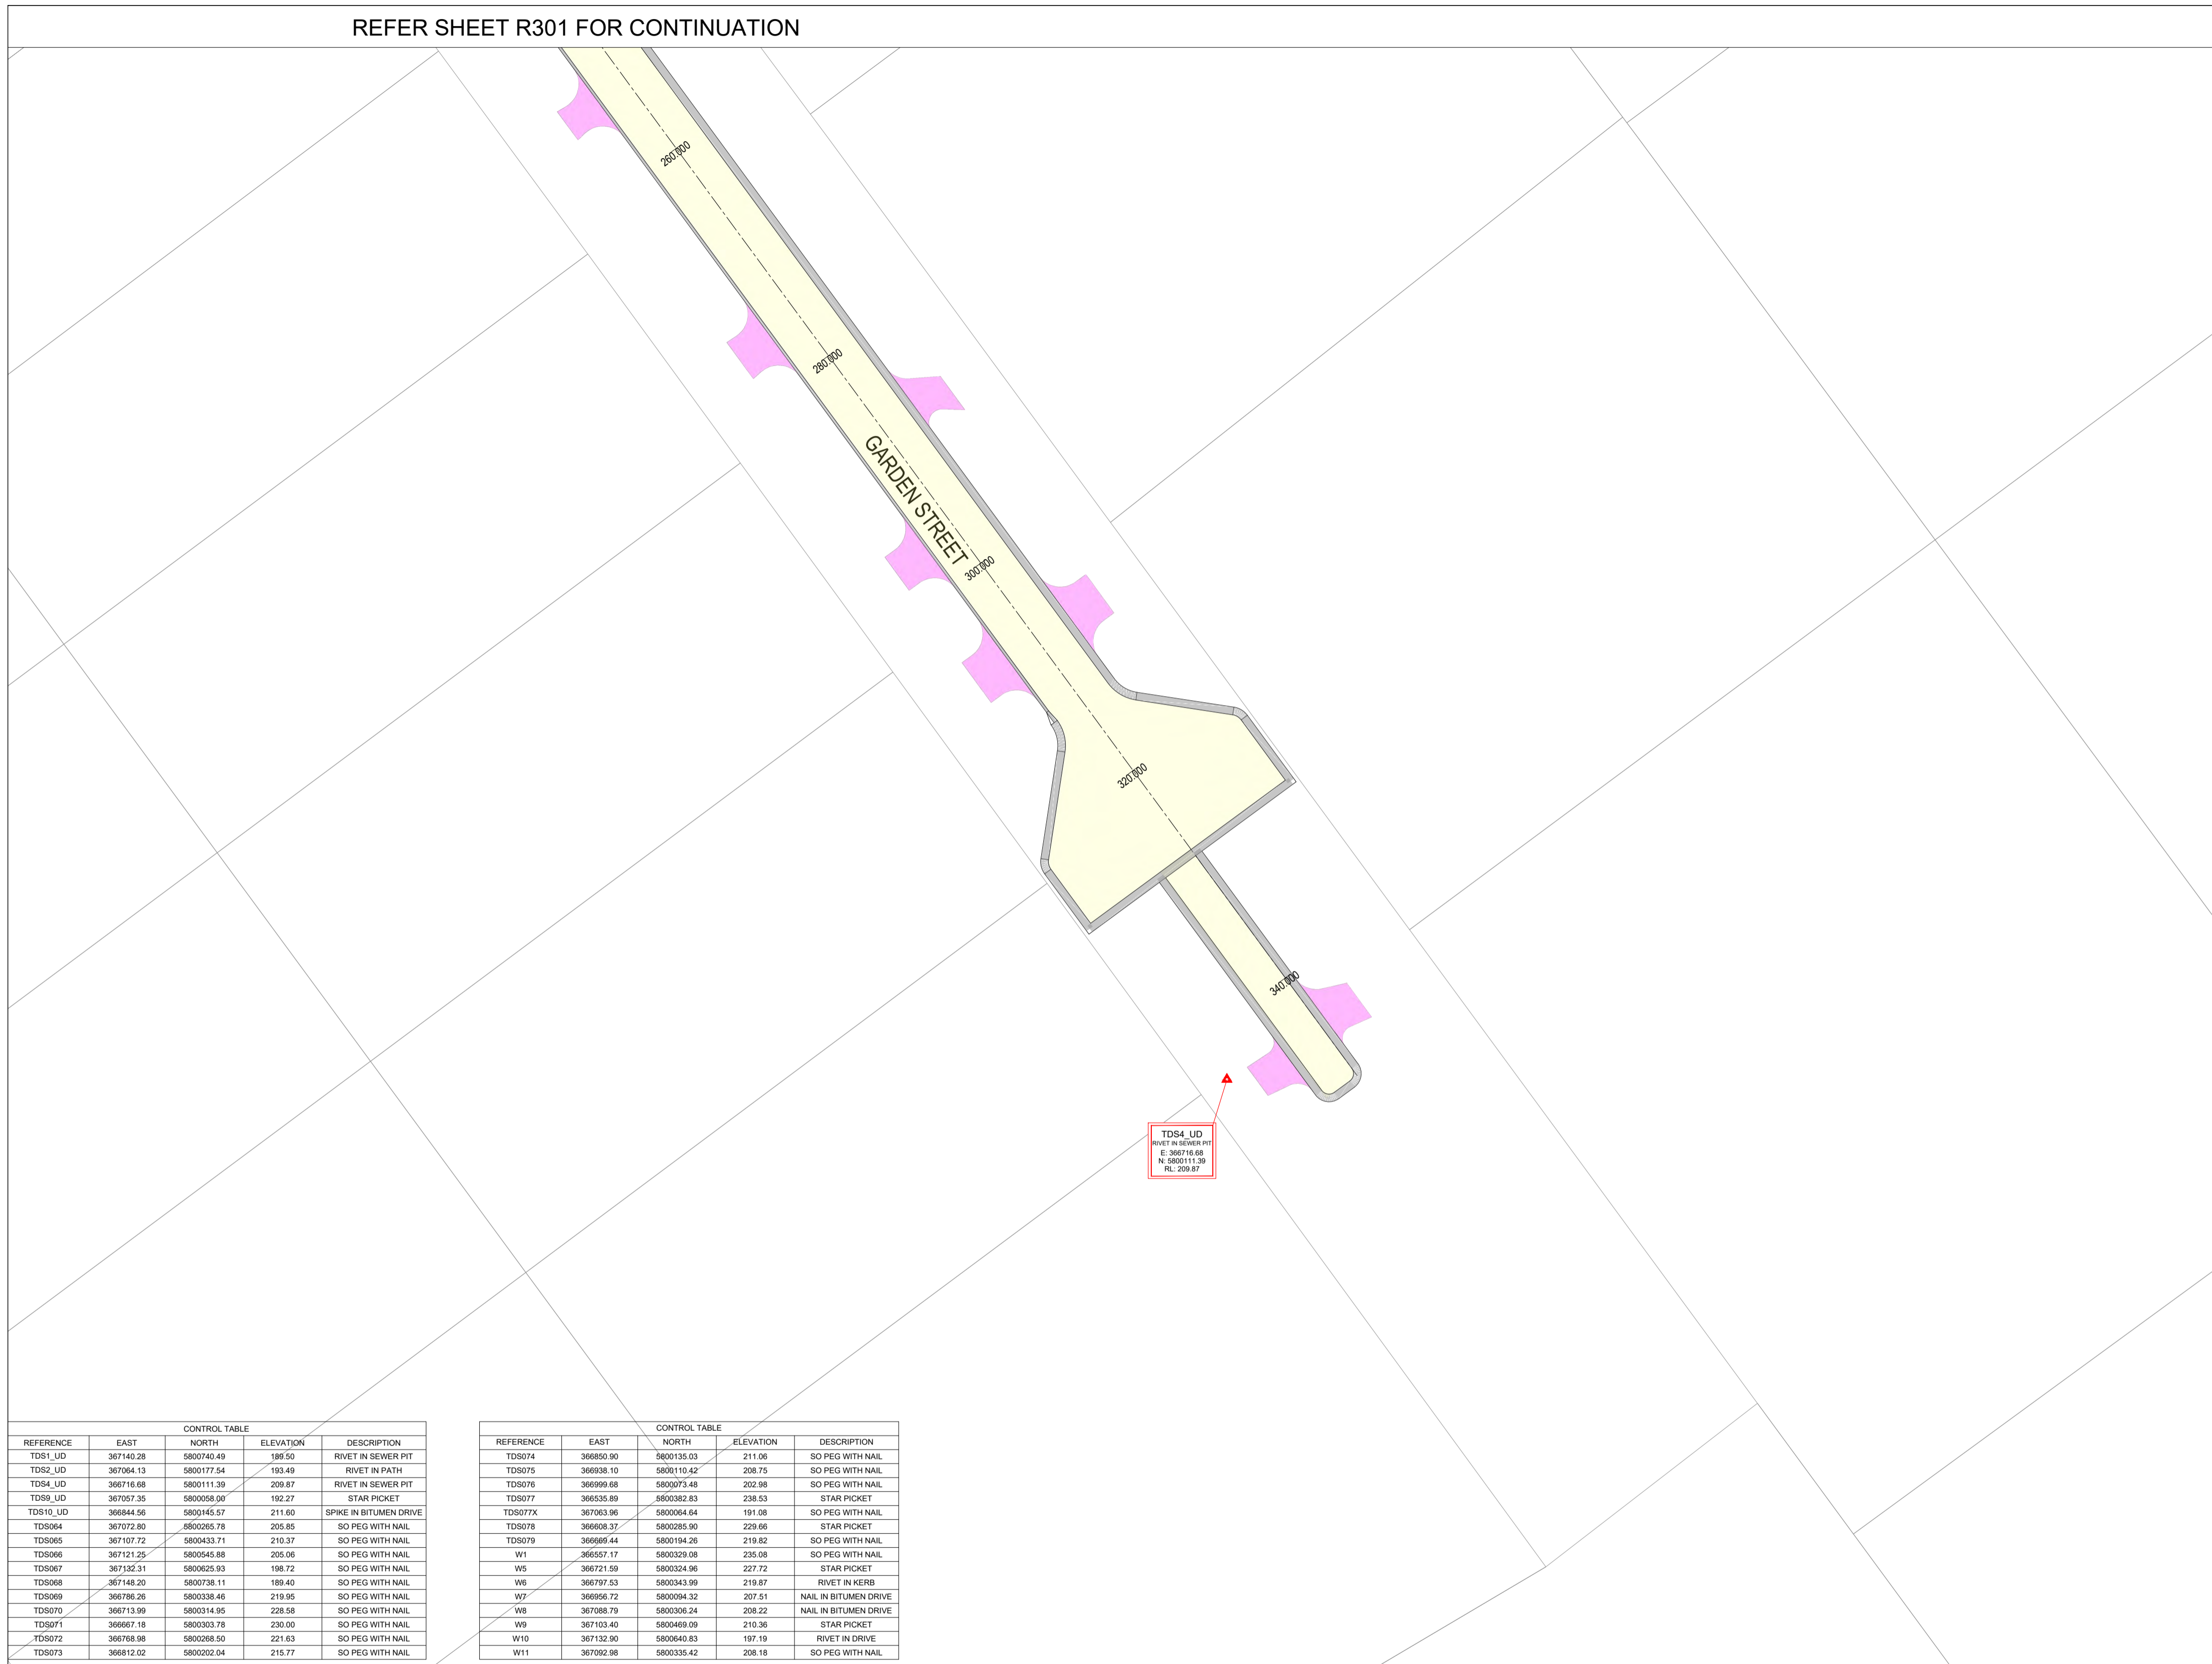 REFER SHEET R301 FOR CONTINUATION
260.000
280.000
GARDEN STREET
300.000
320.000
340.000
TDS4_UD
RIVET IN SEWER PIT
E: 366716.68
N: 5800111.39
RL: 209.87
CONTROL TABLE
REFERENCE EAST NORTH ELEVATION DESCRIPTION
TDS1_UD 367140.28 5800740.49 189.50 RIVET IN SEWER PIT
TDS2_UD 367064.13 5800177.54 193.49 RIVET IN PATH
TDS4_UD 366716.68 5800111.39 209.87 RIVET IN SEWER PIT
TDS9_UD 367057.35 5800058.00 192.27 STAR PICKET
TDS10_UD 366844.56 5800145.57 211.60 SPIKE IN BITUMEN DRIVE
TDS064 367072.80 5800265.78 205.85 SO PEG WITH NAIL
TDS065 367107.72 5800433.71 210.37 SO PEG WITH NAIL
TDS066 367121.25 5800545.88 205.06 SO PEG WITH NAIL
TDS067 367132.31 5800625.93 198.72 SO PEG WITH NAIL
TDS068 367148.20 5800738.11 189.40 SO PEG WITH NAIL
TDS069 366786.26 5800338.46 219.95 SO PEG WITH NAIL
TDS070 366713.99 5800314.95 228.58 SO PEG WITH NAIL
TDS071 366667.18 5800303.78 230.00 SO PEG WITH NAIL
TDS072 366768.98 5800268.50 221.63 SO PEG WITH NAIL
TDS073 366812.02 5800202.04 215.77 SO PEG WITH NAIL
CONTROL TABLE
REFERENCE EAST NORTH ELEVATION DESCRIPTION
TDS074 366850.90 5800135.03 211.06 SO PEG WITH NAIL
TDS075 366938.10 5800110.42 208.75 SO PEG WITH NAIL
TDS076 366999.68 5800073.48 202.98 SO PEG WITH NAIL
TDS077 366535.89 5800382.83 238.53 STAR PICKET
TDS077X 367063.96 5800064.64 191.08 SO PEG WITH NAIL
TDS078 366608.37 5800285.90 229.66 STAR PICKET
TDS079 366669.44 5800194.26 219.82 SO PEG WITH NAIL
W1 366557.17 5800329.08 235.08 SO PEG WITH NAIL
W5 366721.59 5800324.96 227.72 STAR PICKET
W6 366797.53 5800343.99 219.87 RIVET IN KERB
W7 366956.72 5800094.32 207.51 NAIL IN BITUMEN DRIVE
W8 367088.79 5800306.24 208.22 NAIL IN BITUMEN DRIVE
W9 367103.40 5800469.09 210.36 STAR PICKET
W10 367132.90 5800640.83 197.19 RIVET IN DRIVE
W11 367092.98 5800335.42 208.18 SO PEG WITH NAIL